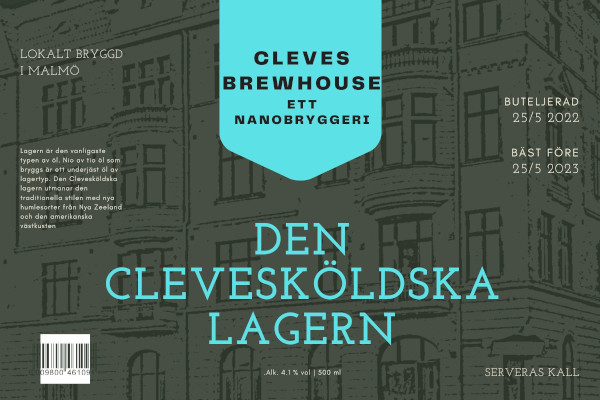 LOKALT BRYGGD
I MALMÖ
CLEVES
BREWHOUSE
ETT
NANOBRYGGERI
BUTELJERAD
25/5 2022
BÄST FÖRE
25/5 2023
Lagern är den vanligaste
typen av öl. Nio av tio öl som
bryggs är ett underjäst öl av
lagertyp. Den Cleveskoldska
lagern utmanar den
traditionella stilen med nya
humlesorter från Nya Zeeland
och den amerikanska
västkusten
DEN
CLEVESKÖLDSKA
LAGERN
09800 46109
.Alk. 4.1 % vol | 500 ml
SERVERAS KALL